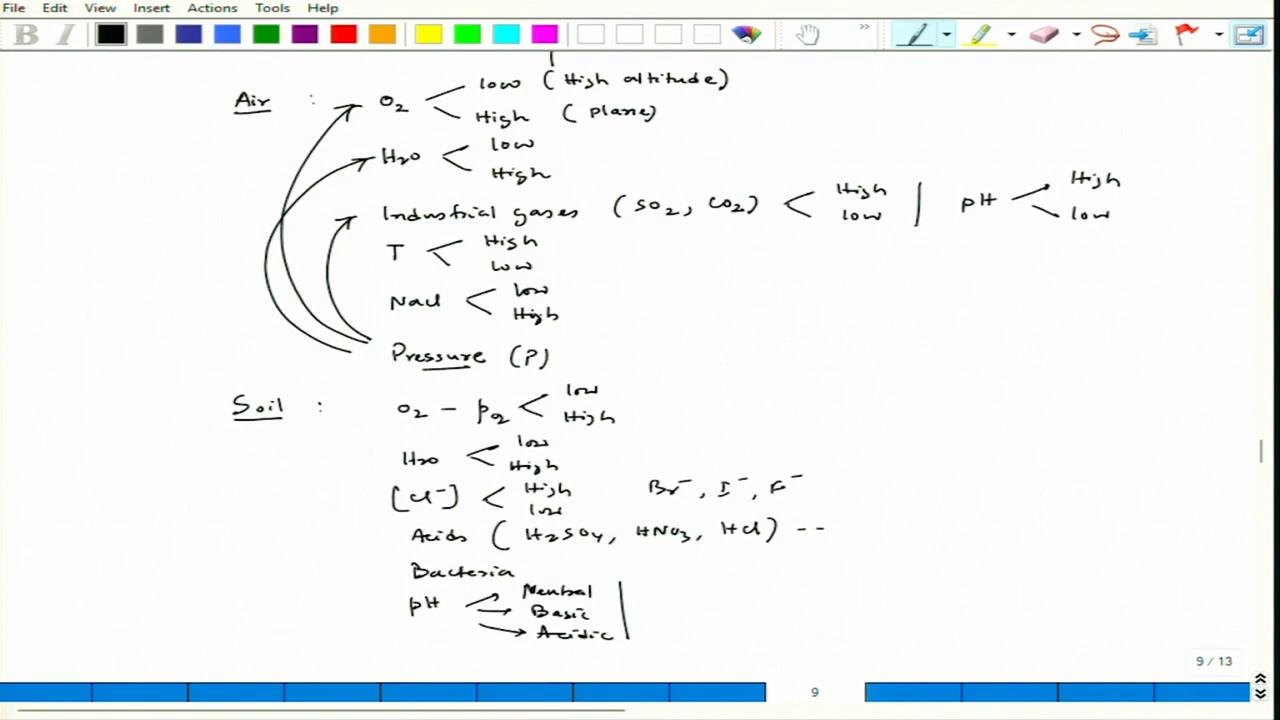 File Edit View Insert Actions Tools Help
B I
Air : O2 low (High altitude)
High (plane)
H2O low
High
Industrial gases (SO2, CO2) High low | pH High low
T High
low
NaCl low
High
Pressure (P)
Soil : O2 - pO2 low
High
H2O low
High
[Cl-] High Br-, I-, F-
low
Acids (H2SO4, HNO3, HCl) --
Bacteria
pH Neutral
Basic
Acidic
9 / 13
9